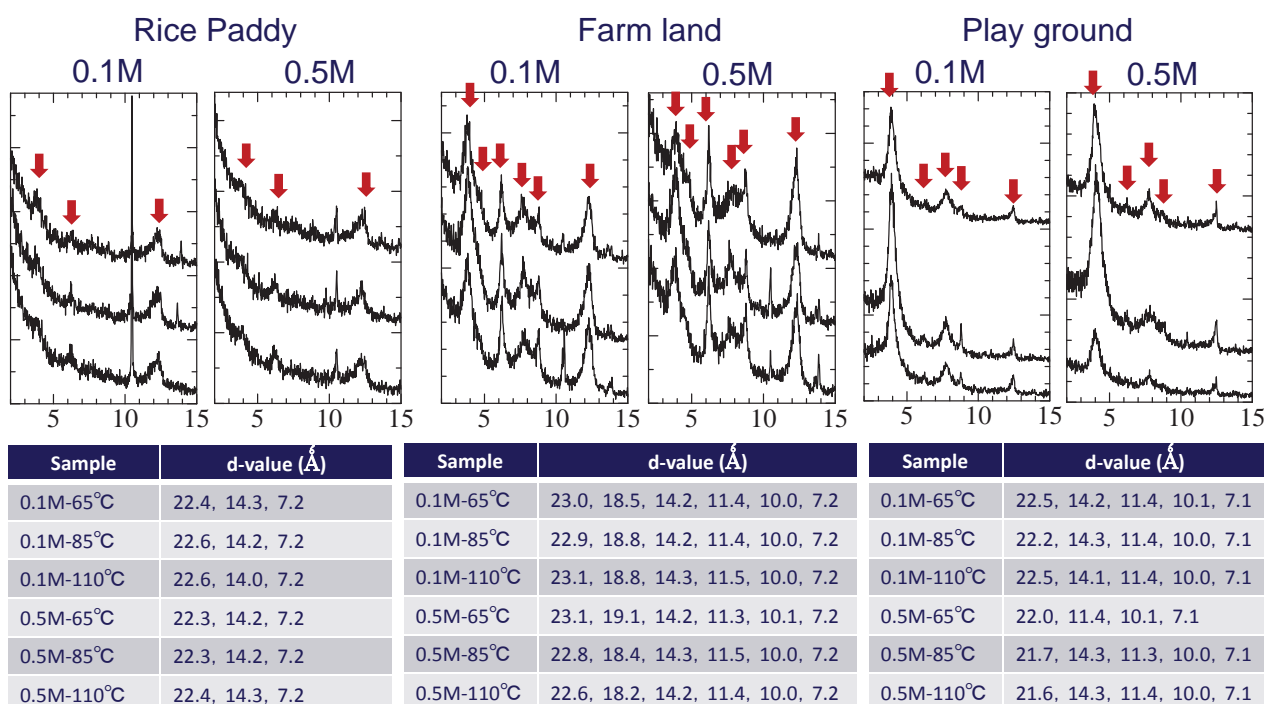 Rice Paddy
Farm land
Play ground
0.1M
0.5M
0.1M
0.5M
0.1M
0.5M
5 10 15
5 10 15
5 10 15
5 10 15
5 10 15
5 10 15
Sample d-value (Å)
0.1M-65℃ 22.4, 14.3, 7.2
0.1M-85℃ 22.6, 14.2, 7.2
0.1M-110℃ 22.6, 14.0, 7.2
0.5M-65℃ 22.3, 14.2, 7.2
0.5M-85℃ 22.3, 14.2, 7.2
0.5M-110℃ 22.4, 14.3, 7.2
Sample d-value (Å)
0.1M-65℃ 23.0, 18.5, 14.2, 11.4, 10.0, 7.2
0.1M-85℃ 22.9, 18.8, 14.2, 11.4, 10.0, 7.2
0.1M-110℃ 23.1, 18.8, 14.3, 11.5, 10.0, 7.2
0.5M-65℃ 23.1, 19.1, 14.2, 11.3, 10.1, 7.2
0.5M-85℃ 22.8, 18.4, 14.3, 11.5, 10.0, 7.2
0.5M-110℃ 22.6, 18.2, 14.2, 11.4, 10.0, 7.2
Sample d-value (Å)
0.1M-65℃ 22.5, 14.2, 11.4, 10.1, 7.1
0.1M-85℃ 22.2, 14.3, 11.4, 10.0, 7.1
0.1M-110℃ 22.5, 14.1, 11.4, 10.0, 7.1
0.5M-65℃ 22.0, 11.4, 10.1, 7.1
0.5M-85℃ 21.7, 14.3, 11.3, 10.0, 7.1
0.5M-110℃ 21.6, 14.3, 11.4, 10.0, 7.1